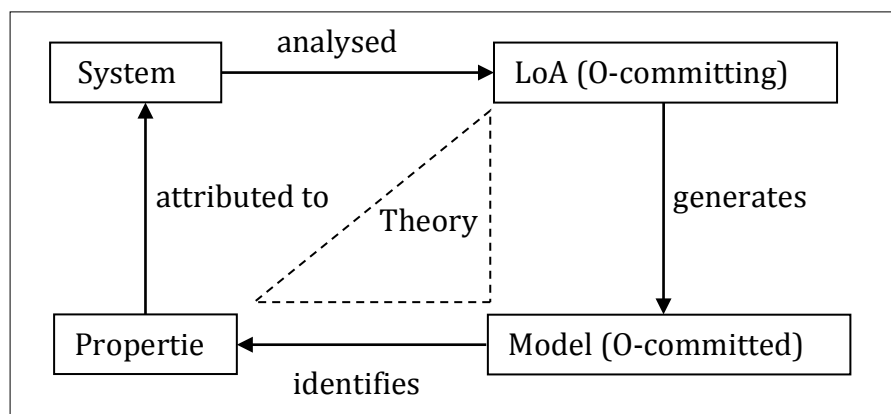 analysed
System
LoA (O-committing)
attributed to
Theory
generates
Propertie
Model (O-committed)
identifies